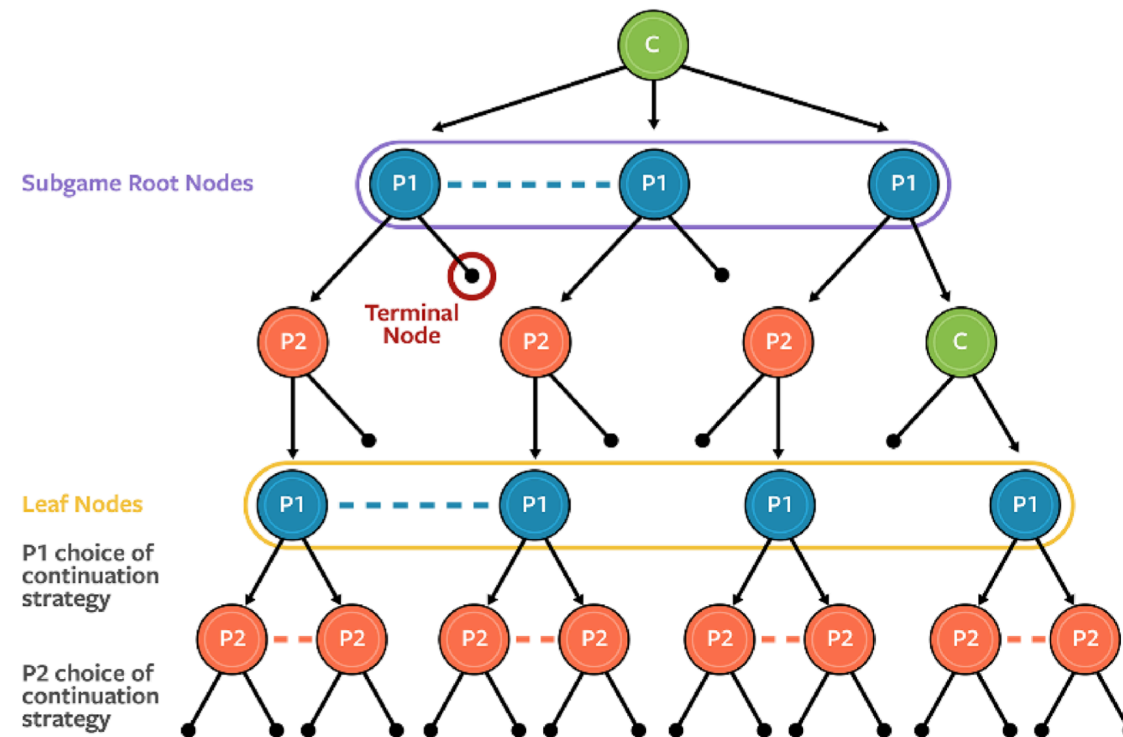 C
Subgame Root Nodes
P1 P1 P1
Terminal
Node
P2 P2 P2 C
Leaf Nodes
P1 P1 P1 P1
P1 choice of
continuation
strategy
P2 P2 P2 P2 P2 P2 P2 P2
P2 choice of
continuation
strategy